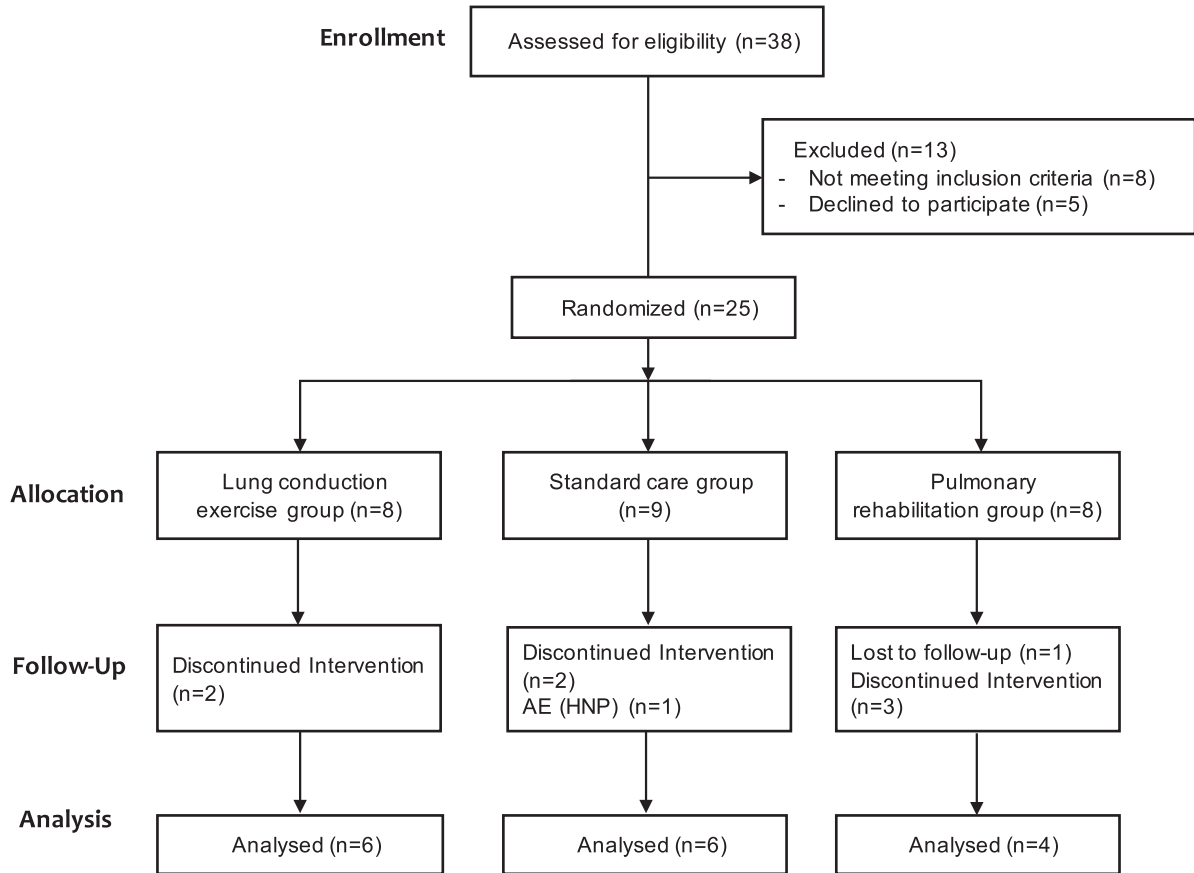 Enrollment
Assessed for eligibility (n=38)
Excluded (n=13)
- Not meeting inclusion criteria (n=8)
- Declined to participate (n=5)
Randomized (n=25)
Allocation
Lung conduction
exercise group (n=8)
Standard care group
(n=9)
Pulmonary
rehabilitation group (n=8)
Follow-Up
Discontinued Intervention
(n=2)
Discontinued Intervention
(n=2)
AE (HNP) (n=1)
Lost to follow-up (n=1)
Discontinued Intervention
(n=3)
Analysis
Analysed (n=6)
Analysed (n=6)
Analysed (n=4)